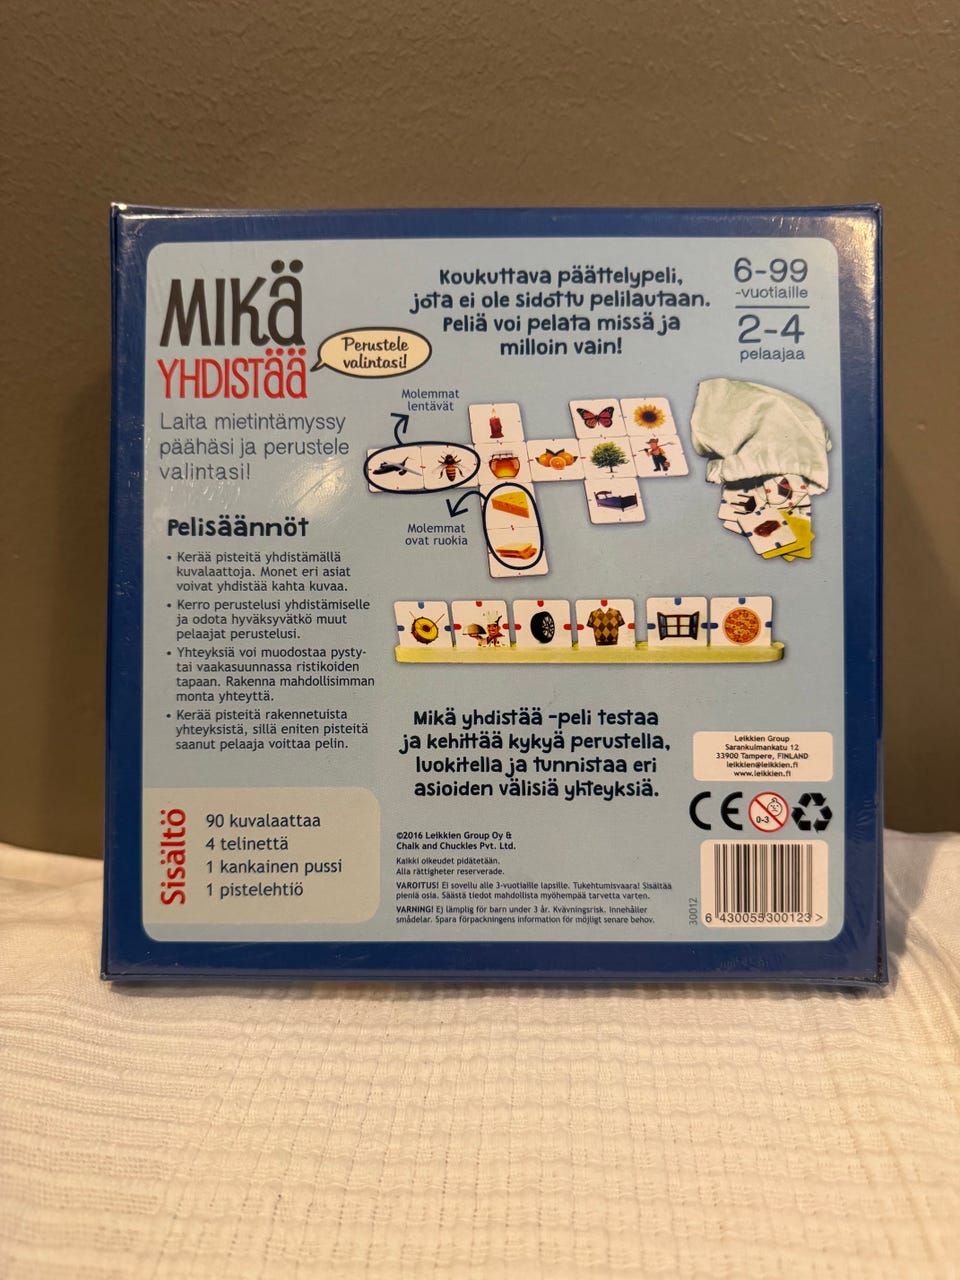 MIKÄ
YHDISTÄÄ
Perustele
valintasi!
Laita mietintämyssy
päähäsi ja perustele
valintasi!
Koukuttava päättelypeli,
jota ei ole sidottu pelilautaan.
Peliä voi pelata missä ja
milloin vain!
6-99
-vuotiaille
2-4
pelaajaa
Molemmat
lentävät
Molemmat
ovat ruokia
Pelisäännöt
• Kerää pisteitä yhdistämällä
kuvalaattoja. Monet eri asiat
voivat yhdistää kahta kuvaa.
• Kerro perustelusi yhdistämiselle
ja odota hyväksyvätkö muut
pelaajat perustelusi.
• Yhteyksiä voi muodostaa pysty-
tai vaakasuunnassa ristikoiden
tapaan. Rakenna mahdollisimman
monta yhteyttä.
• Kerää pisteitä rakennetuista
yhteyksistä, sillä eniten pisteitä
saanut pelaaja voittaa pelin.
Sisältö
90 kuvalaattaa
4 telinettä
1 kankainen pussi
1 pistelehtiö
Mikä yhdistää -peli testaa
ja kehittää kykyä perustella,
luokitella ja tunnistaa eri
asioiden välisiä yhteyksiä.
©2016 Leikkien Group Oy &
Chalk and Chuckles Pvt. Ltd.
Kaikki oikeudet pidätetään.
Alla rättigheter reserverade.
VAROITUS! Ei sovellu alle 3-vuotiaille lapsille. Tukehtumisvaara! Sisältää
pieniä osia. Säästä tiedot mahdollista myöhempää tarvetta varten.
VARNING! Ej lämplig för barn under 3 år. Kvävningsrisk. Innehåller
smådelar. Spara förpackningens information för möjligt senare behov.
Leikkien Group
Sarankulmankatu 12
33900 Tampere, FINLAND
leikkien@leikkien.fi
www.leikkien.fi
CE
0-3
30012
6 430055 300123 >